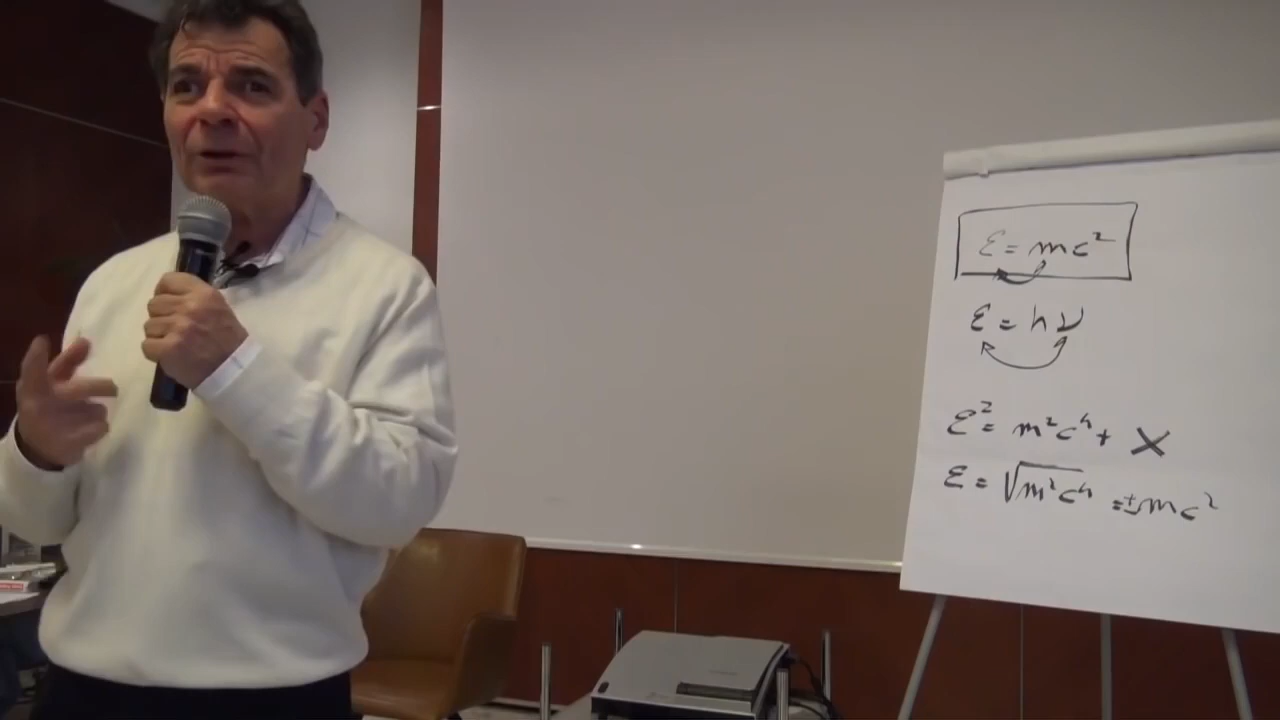 E = mc²
E = hν
E² = m²c⁴ + X
E = √m²c⁴ = ±mc²